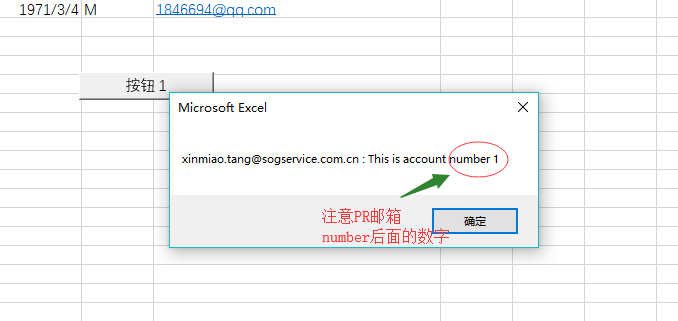 1971/3/4 M 1846694@qq.com
按钮 1
Microsoft Excel
xinmiao.tang@sogservice.com.cn : This is account number 1
注意PR邮箱
number后面的数字
确定